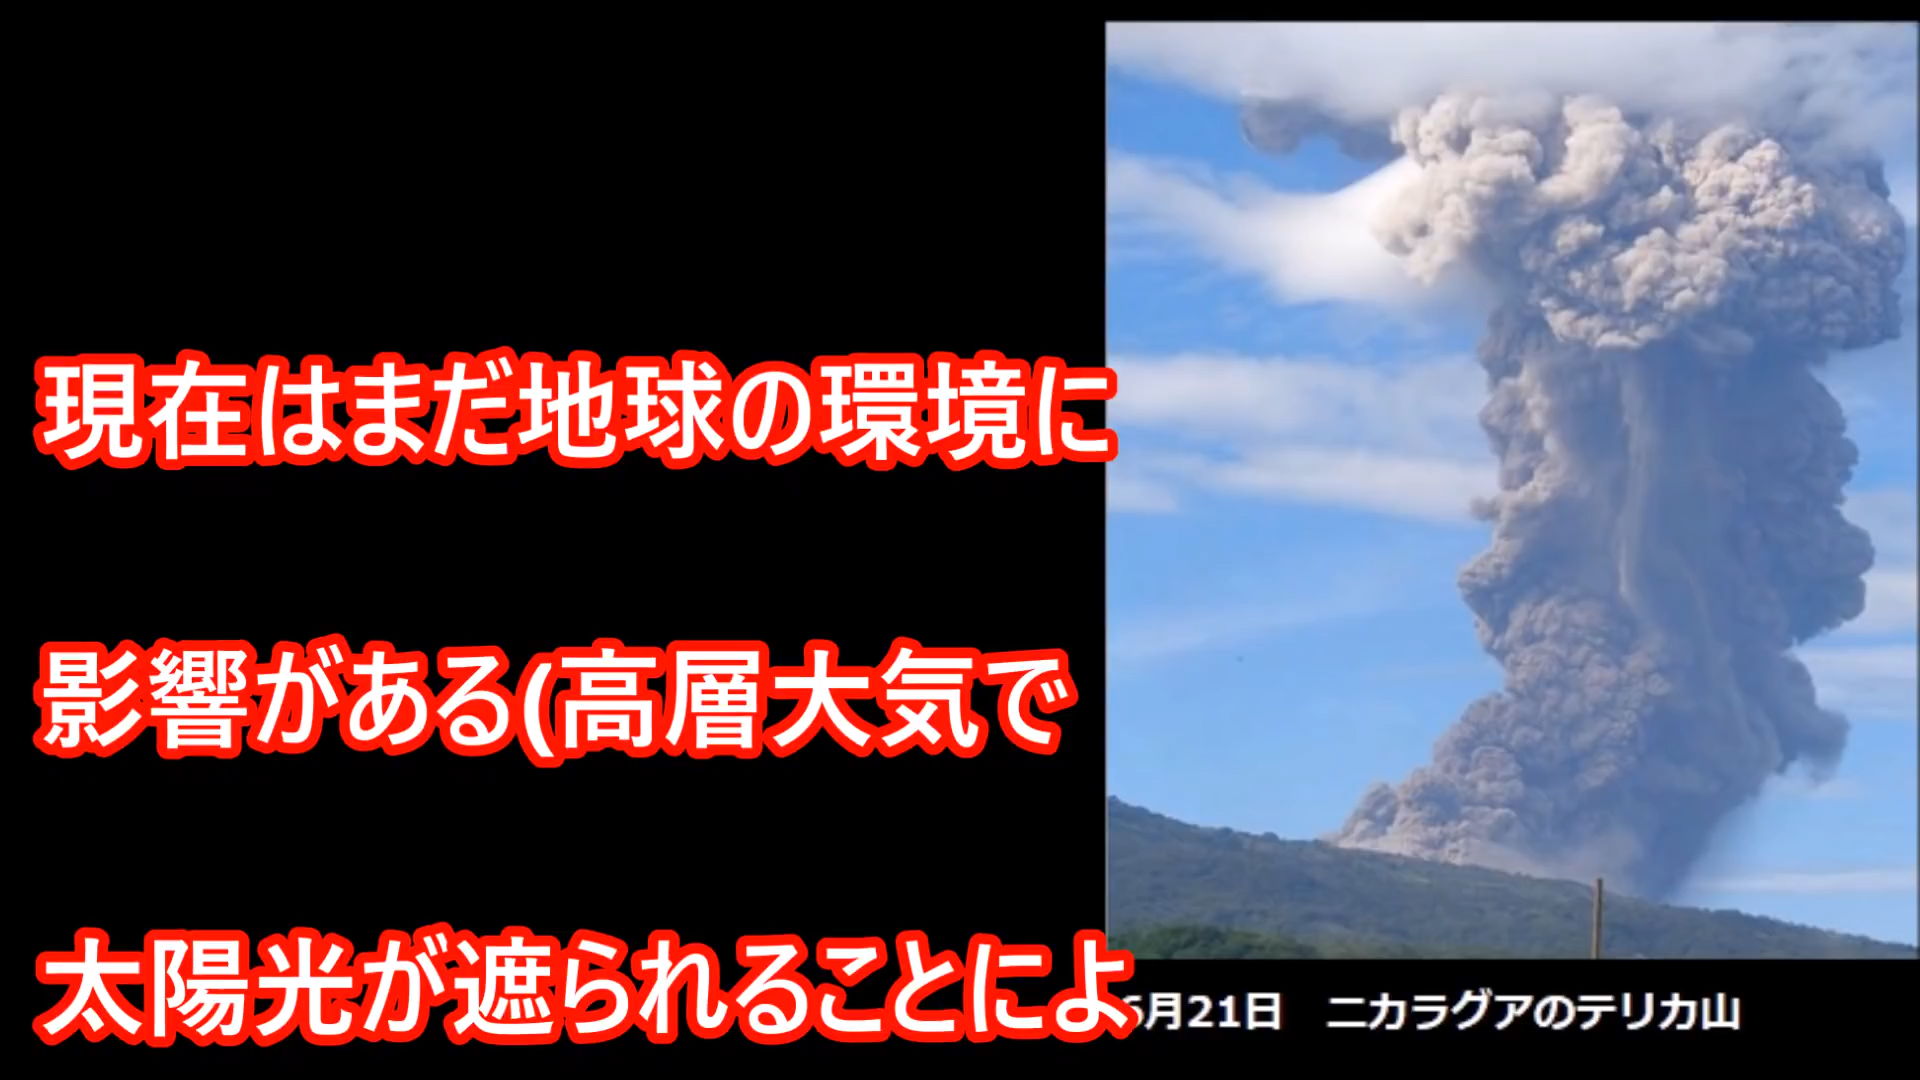 現在はまだ地球の環境に
影響がある(高層大気で
太陽光が遮られることによ
6月21日　ニカラグアのテリカ山